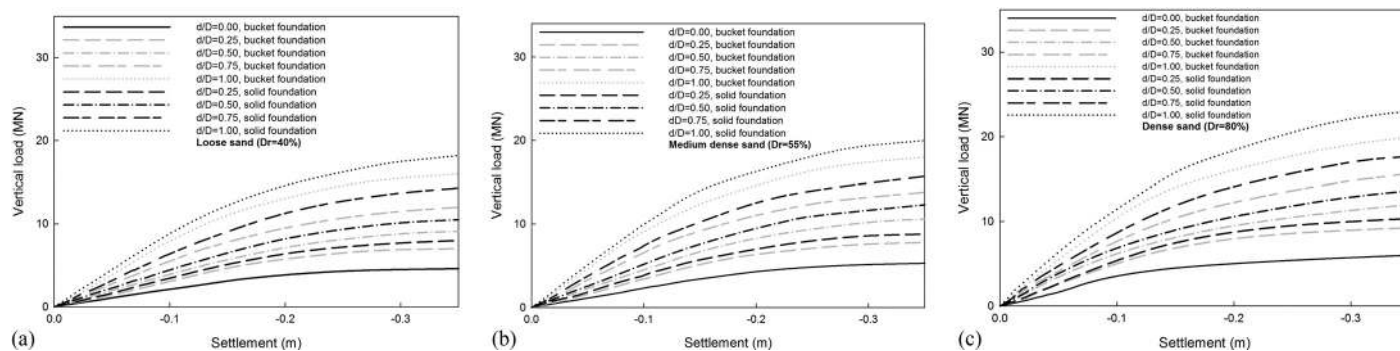 d/D=0.00, bucket foundation
d/D=0.25, bucket foundation
d/D=0.50, bucket foundation
d/D=0.75, bucket foundation
d/D=1.00, bucket foundation
d/D=0.25, solid foundation
d/D=0.50, solid foundation
d/D=0.75, solid foundation
d/D=1.00, solid foundation
Loose sand (Dr=40%)
Vertical load (MN)
30
20
10
0
0.0
-0.1
-0.2
-0.3
Settlement (m)
(a)
d/D=0.00, bucket foundation
d/D=0.25, bucket foundation
d/D=0.50, bucket foundation
d/D=0.75, bucket foundation
d/D=1.00, bucket foundation
d/D=0.25, solid foundation
d/D=0.50, solid foundation
dD=0.75, solid foundation
d/D=1.00, solid foundation
Medium dense sand (Dr=55%)
Vertical load (MN)
30
20
10
0
0.0
-0.1
-0.2
-0.3
Settlement (m)
(b)
d/D=0.00, bucket foundation
d/D=0.25, bucket foundation
d/D=0.50, bucket foundation
d/D=0.75, bucket foundation
d/D=1.00, bucket foundation
d/D=0.25, solid foundation
d/D=0.50, solid foundation
d/D=0.75, solid foundation
d/D=1.00, solid foundation
Dense sand (Dr=80%)
Vertical load (MN)
30
20
10
0
0.0
-0.1
-0.2
-0.3
Settlement (m)
(c)